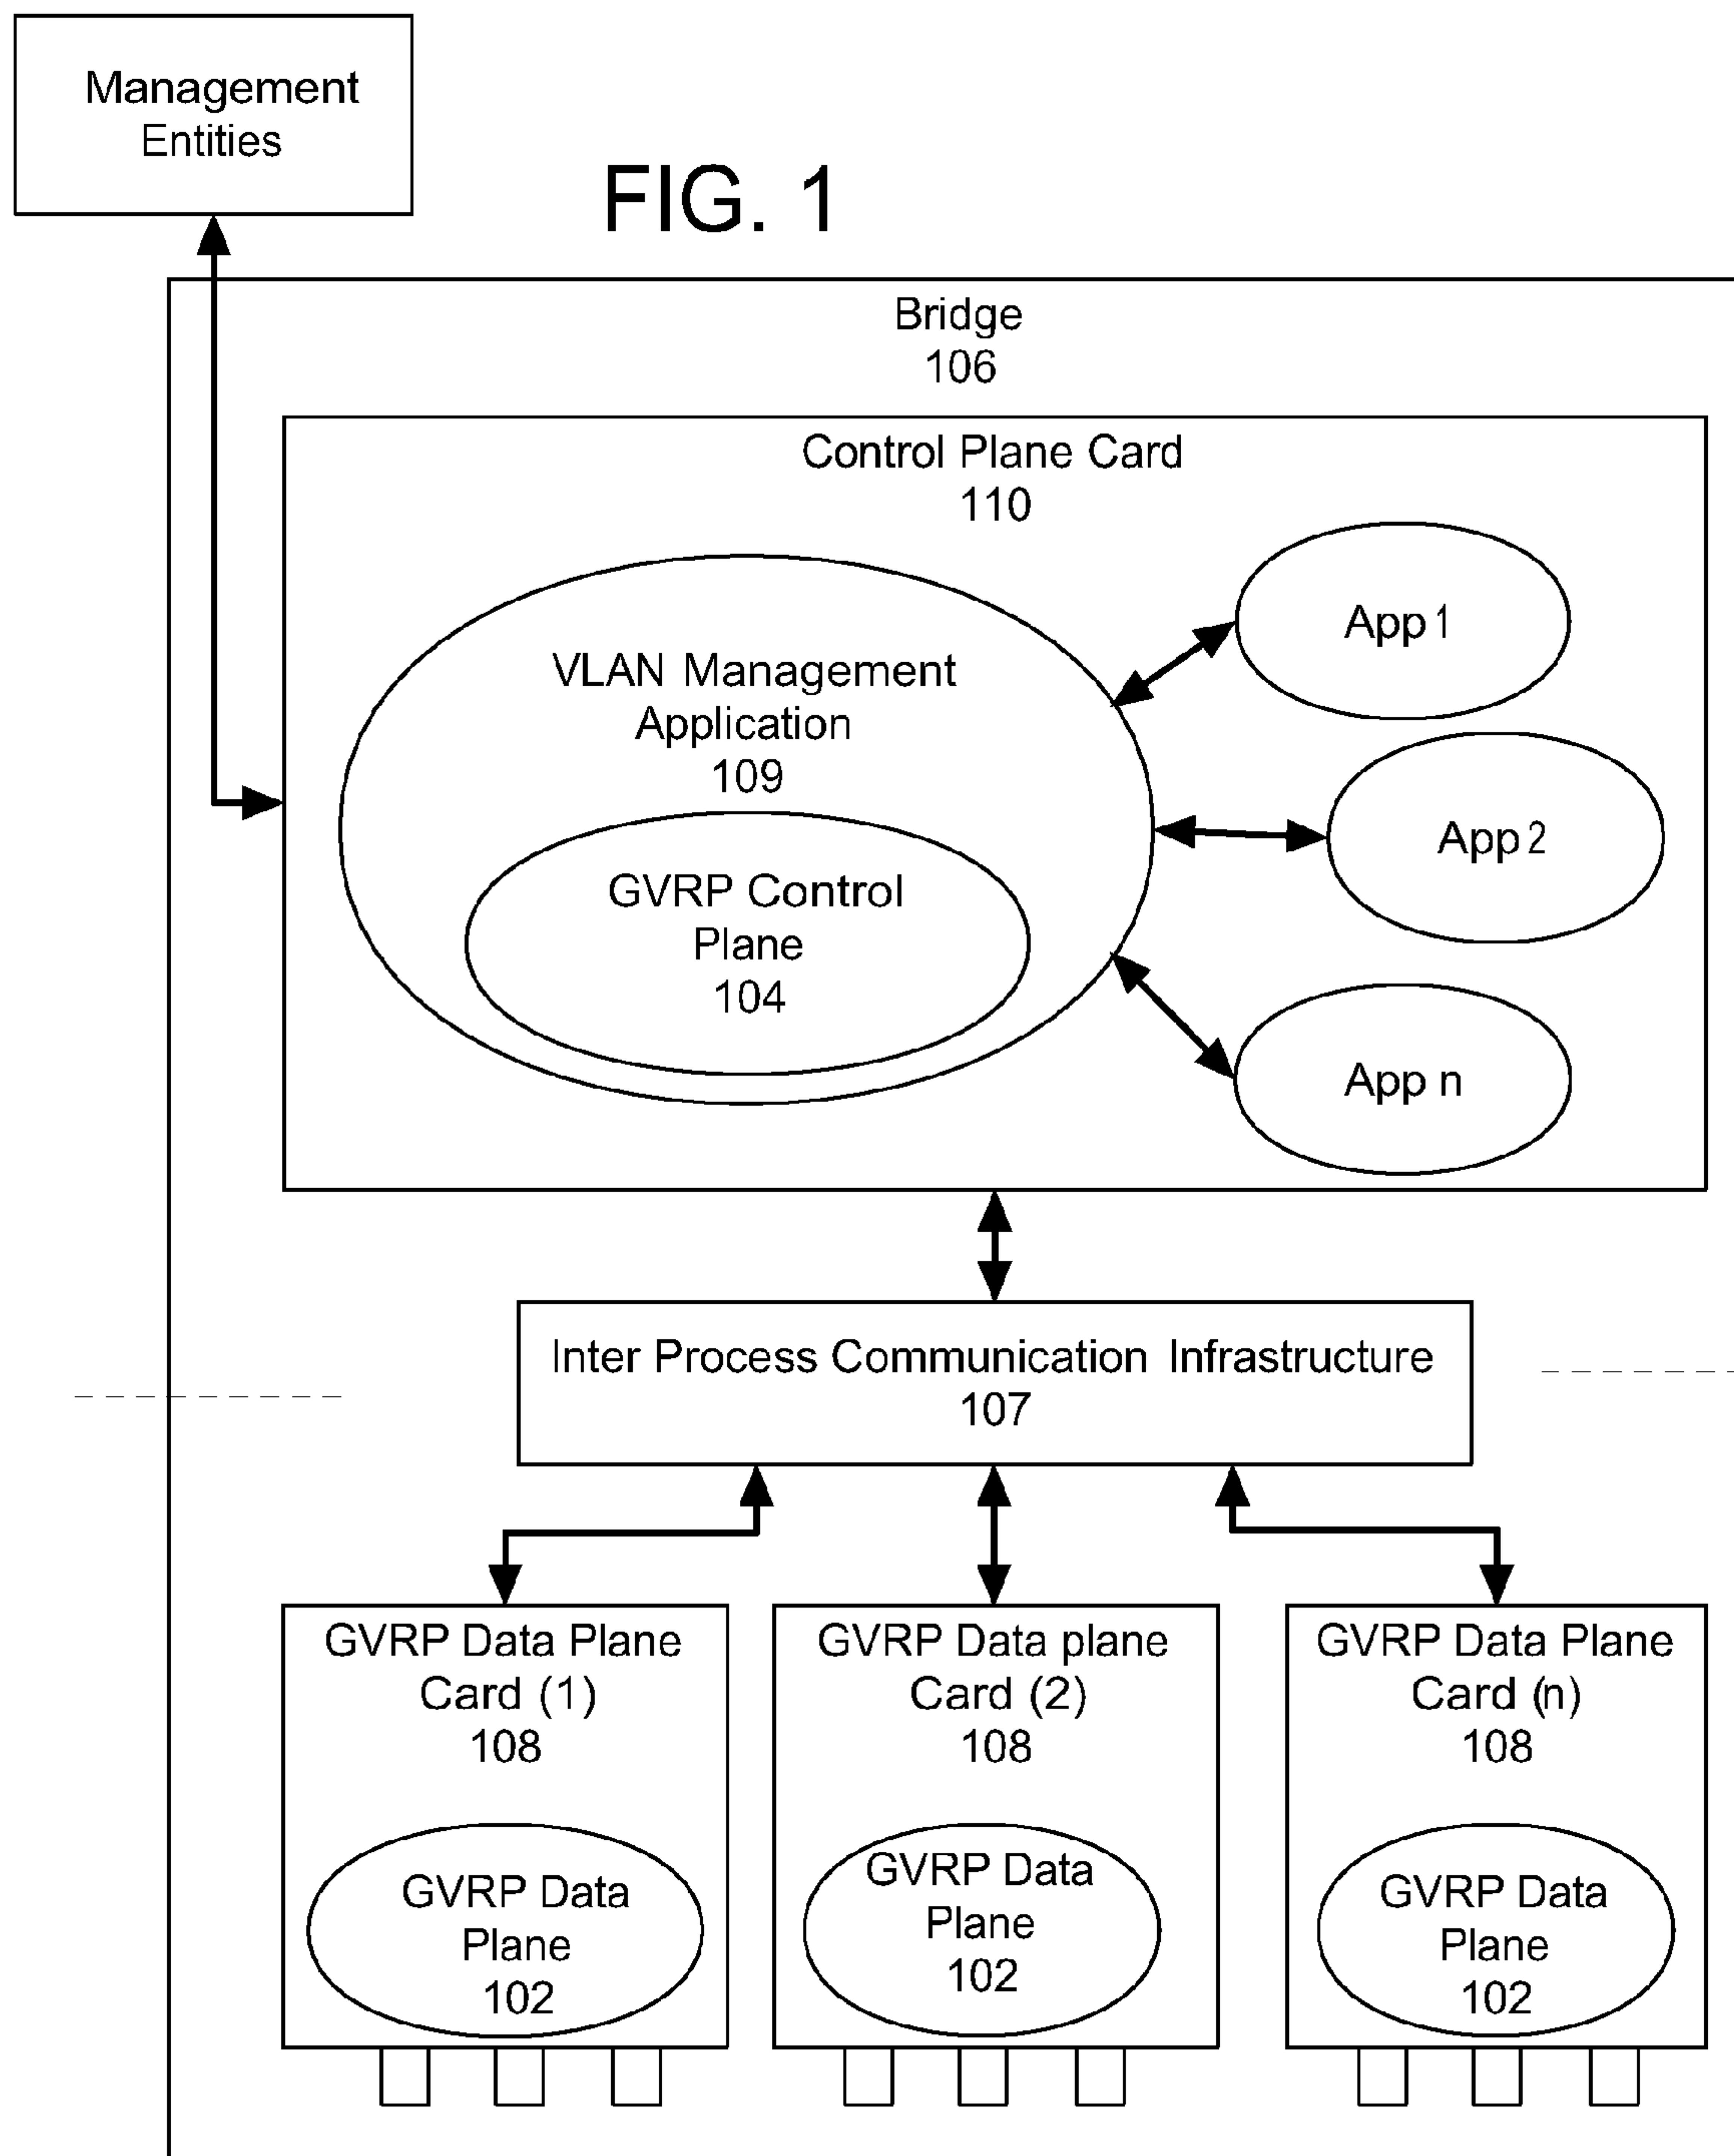 Management
Entities
FIG. 1
Bridge
106
Control Plane Card
110
VLAN Management
Application
109
GVRP Control
Plane
104
App 1
App 2
App n
Inter Process Communication Infrastructure
107
GVRP Data Plane
Card (1)
108
GVRP Data
Plane
102
GVRP Data plane
Card (2)
108
GVRP Data
Plane
102
GVRP Data Plane
Card (n)
108
GVRP Data
Plane
102